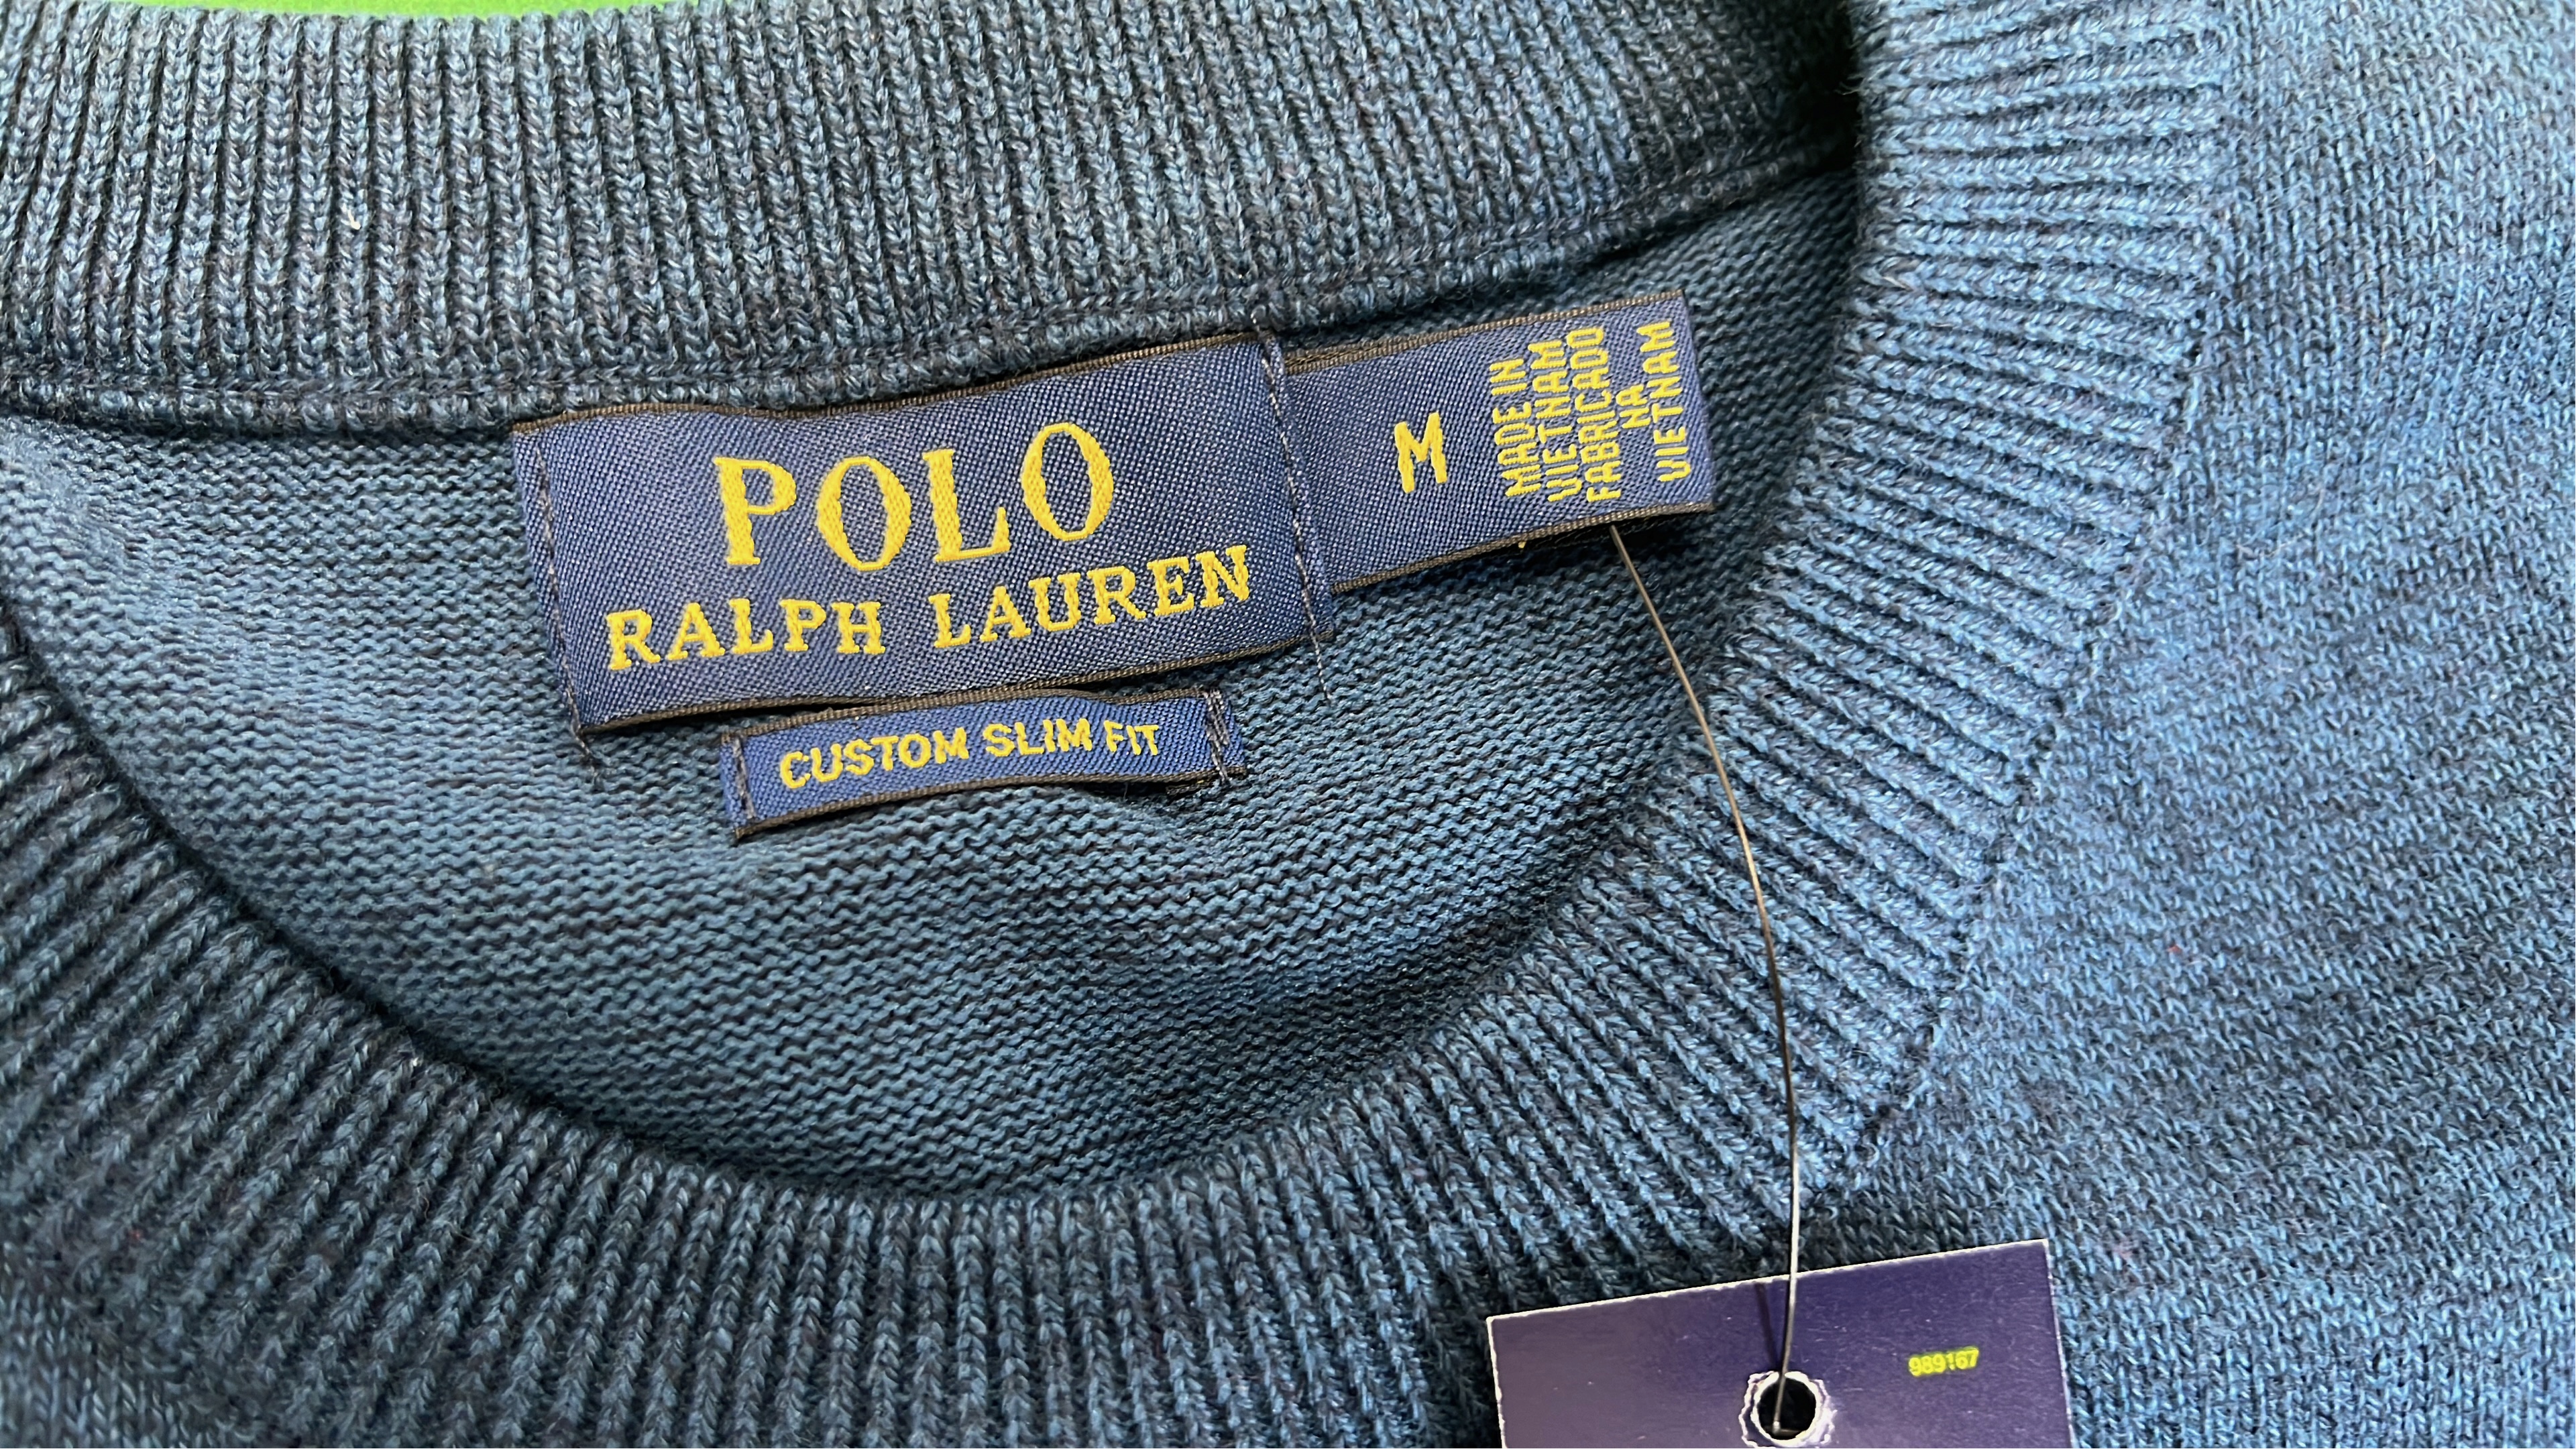 POLO
RALPH LAUREN
M
MADE IN
VIETNAM
FABRICADO
NA
VIETNAM
CUSTOM SLIM FIT
989167